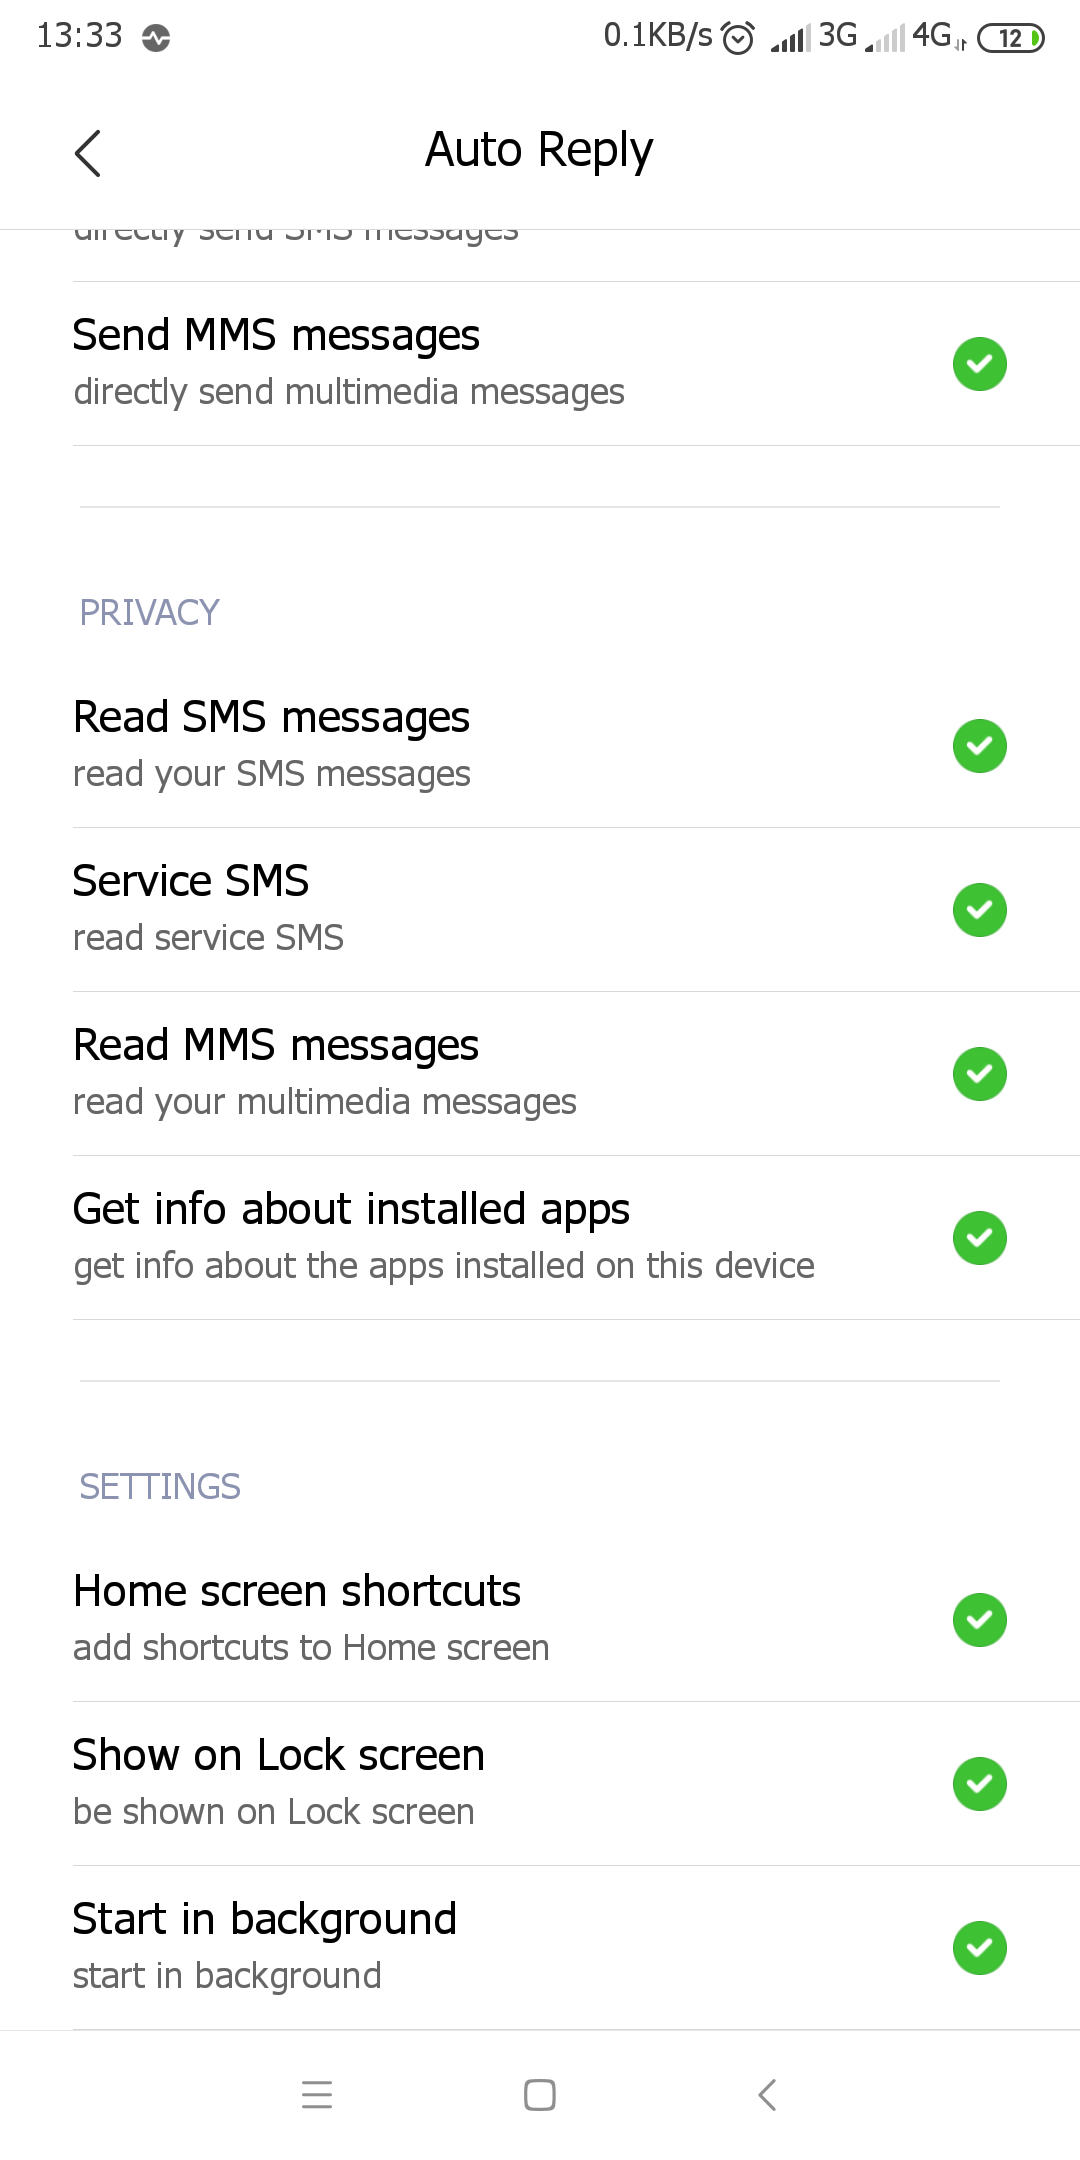 13:33 0.1KB/s 3G 4G 12
Auto Reply
directly send SMS messages
Send MMS messages
directly send multimedia messages
PRIVACY
Read SMS messages
read your SMS messages
Service SMS
read service SMS
Read MMS messages
read your multimedia messages
Get info about installed apps
get info about the apps installed on this device
SETTINGS
Home screen shortcuts
add shortcuts to Home screen
Show on Lock screen
be shown on Lock screen
Start in background
start in background